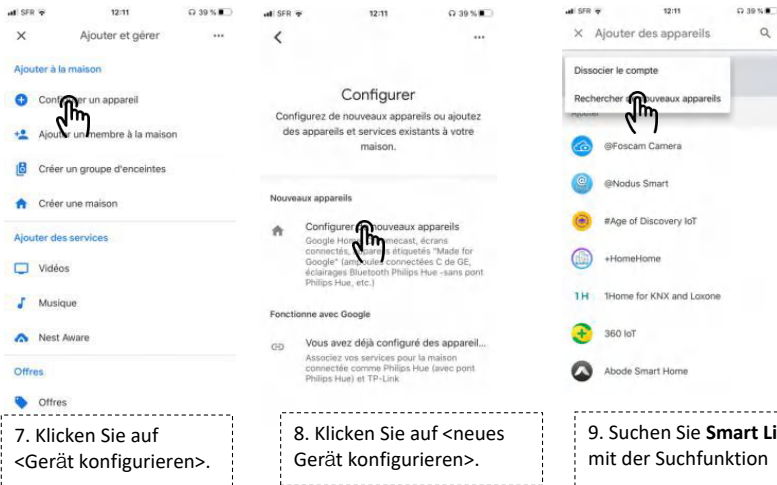 SFR 12:11 39 %
Ajouter et gérer
Ajouter à la maison
Configurer un appareil
Ajouter un membre à la maison
Créer un groupe d'enceintes
Créer une maison
Ajouter des services
Vidéos
Musique
Nest Aware
Offres
Offres
7. Klicken Sie auf
<Gerät konfigurieren>.
SFR 12:11 39 %
Configurer
Configurez de nouveaux appareils ou ajoutez
des appareils et services existants à votre
maison.
Nouveaux appareils
Configurer nouveaux appareils
Google connectés, écrans
connectés, appareils étiquetés "Made for
Google" (ampoules connectées C de GE,
éclairages Bluetooth Philips Hue -sans pont
Philips Hue, etc.)
Fonctionne avec Google
Vous avez déjà configuré des appareil...
Associez vos services pour la maison
connectée comme Philips Hue (avec pont
Philips Hue) et TP-Link
8. Klicken Sie auf <neues
Gerät konfigurieren>.
SFR 12:11 39 %
Ajouter des appareils
Dissocier le compte
Rechercher de nouveaux appareils
Ajouter
@Foscam Camera
@Nodus Smart
#Age of Discovery IoT
+HomeHome
1H 1Home for KNX and Loxone
360 IoT
Abode Smart Home
9. Suchen Sie Smart Li
mit der Suchfunktion